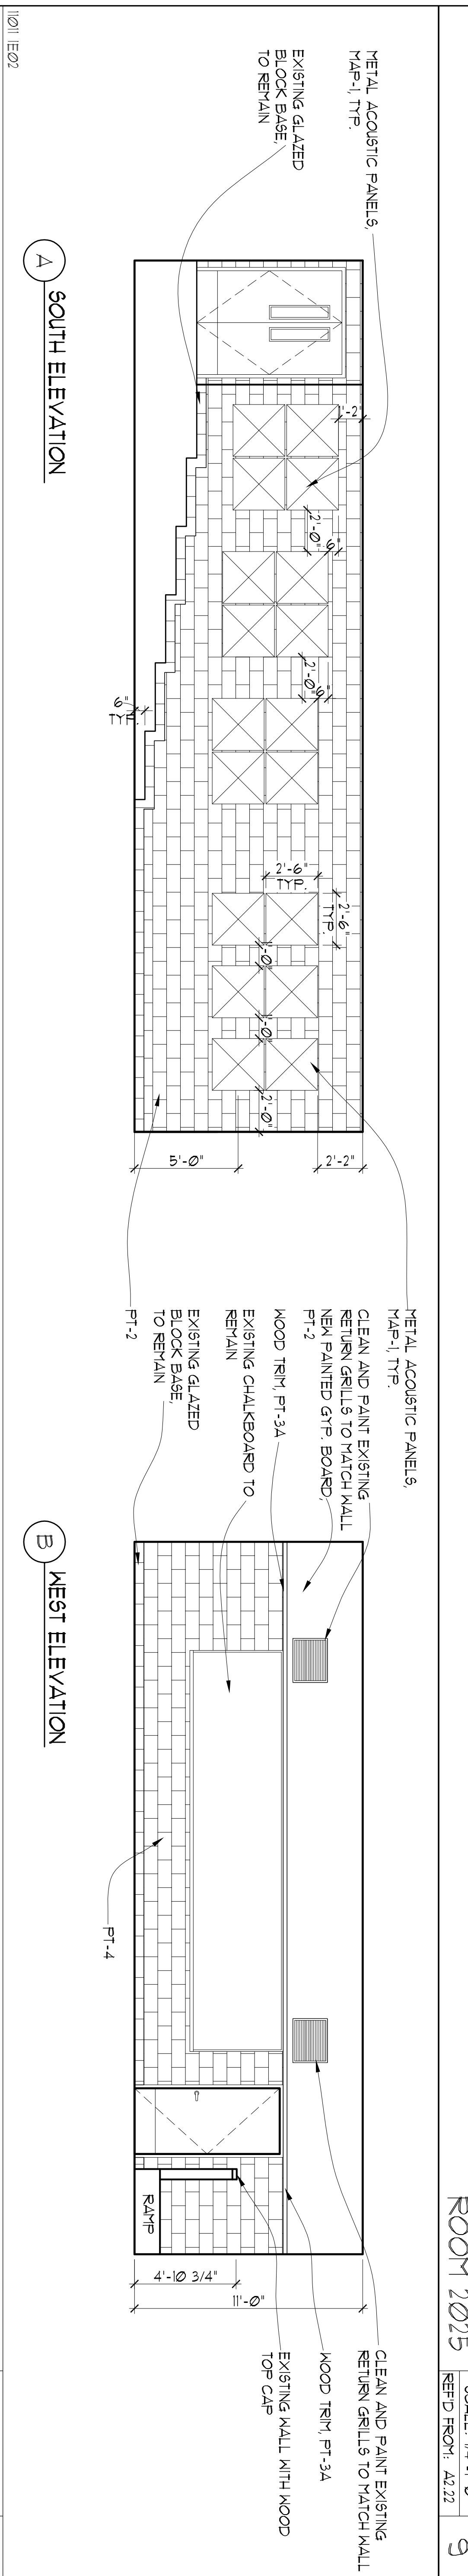 METAL ACOUSTIC PANELS,
MAP-1, TYP.
EXISTING GLAZED
BLOCK BASE,
TO REMAIN
1'-2"
2'-0"
6"
2'-0"
6"
6"
TYP.
2'-6"
TYP.
2'-6"
TYP.
1'-0"
1'-0"
2'-0"
5'-0"
2'-2"
METAL ACOUSTIC PANELS,
MAP-1, TYP.
PT-2
A
SOUTH ELEVATION
CLEAN AND PAINT EXISTING
RETURN GRILLS TO MATCH WALL
NEW PAINTED GYP. BOARD,
PT-2
WOOD TRIM, PT-3A
EXISTING CHALKBOARD TO
REMAIN
EXISTING GLAZED
BLOCK BASE,
TO REMAIN
PT-4
RAMP
4'-10 3/4"
11'-0"
CLEAN AND PAINT EXISTING
RETURN GRILLS TO MATCH WALL
WOOD TRIM, PT-3A
EXISTING WALL WITH WOOD
TOP CAP
B
WEST ELEVATION
11011 IE02
ROOM 2025
REF'D FROM: A2.22
9